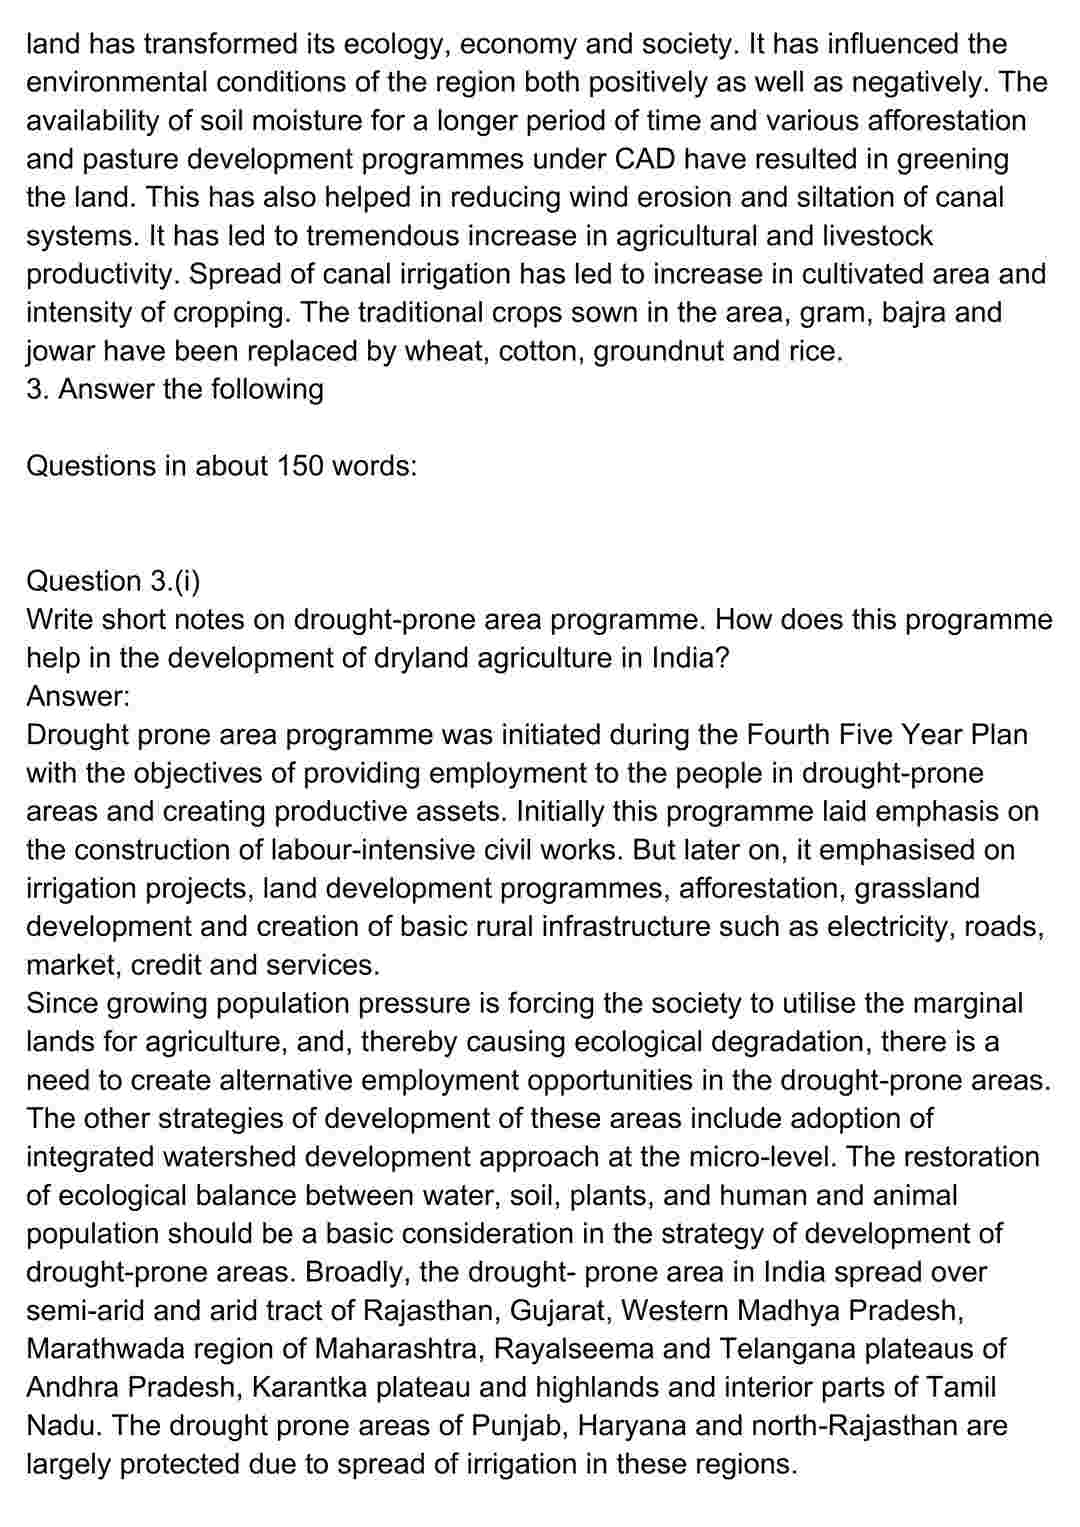 land has transformed its ecology, economy and society. It has influenced the
environmental conditions of the region both positively as well as negatively. The
availability of soil moisture for a longer period of time and various afforestation
and pasture development programmes under CAD have resulted in greening
the land. This has also helped in reducing wind erosion and siltation of canal
systems. It has led to tremendous increase in agricultural and livestock
productivity. Spread of canal irrigation has led to increase in cultivated area and
intensity of cropping. The traditional crops sown in the area, gram, bajra and
jowar have been replaced by wheat, cotton, groundnut and rice.
3. Answer the following
Questions in about 150 words:
Question 3.(i)
Write short notes on drought-prone area programme. How does this programme
help in the development of dryland agriculture in India?
Answer:
Drought prone area programme was initiated during the Fourth Five Year Plan
with the objectives of providing employment to the people in drought-prone
areas and creating productive assets. Initially this programme laid emphasis on
the construction of labour-intensive civil works. But later on, it emphasised on
irrigation projects, land development programmes, afforestation, grassland
development and creation of basic rural infrastructure such as electricity, roads,
market, credit and services.
Since growing population pressure is forcing the society to utilise the marginal
lands for agriculture, and, thereby causing ecological degradation, there is a
need to create alternative employment opportunities in the drought-prone areas.
The other strategies of development of these areas include adoption of
integrated watershed development approach at the micro-level. The restoration
of ecological balance between water, soil, plants, and human and animal
population should be a basic consideration in the strategy of development of
drought-prone areas. Broadly, the drought- prone area in India spread over
semi-arid and arid tract of Rajasthan, Gujarat, Western Madhya Pradesh,
Marathwada region of Maharashtra, Rayalseema and Telangana plateaus of
Andhra Pradesh, Karantka plateau and highlands and interior parts of Tamil
Nadu. The drought prone areas of Punjab, Haryana and north-Rajasthan are
largely protected due to spread of irrigation in these regions.